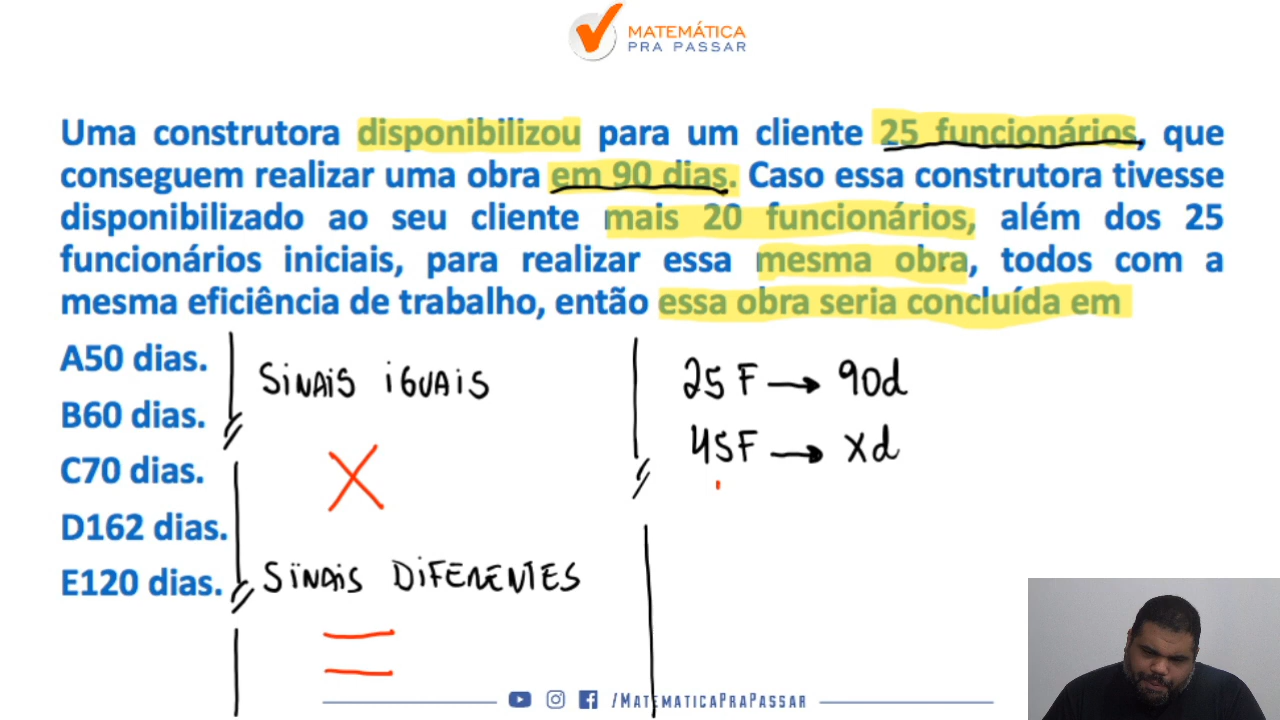 MATEMÁTICA
PRA PASSAR
Uma construtora disponibilizou para um cliente 25 funcionários, que
conseguem realizar uma obra em 90 dias. Caso essa construtora tivesse
disponibilizado ao seu cliente mais 20 funcionários, além dos 25
funcionários iniciais, para realizar essa mesma obra, todos com a
mesma eficiência de trabalho, então essa obra seria concluída em
A50 dias.
B60 dias.
C70 dias.
D162 dias.
E120 dias.
SINAIS IGUAIS
X
SINAIS DIFERENTES
=
25 F → 90d
45F → Xd
/MATEMATICAPRAPASSAR